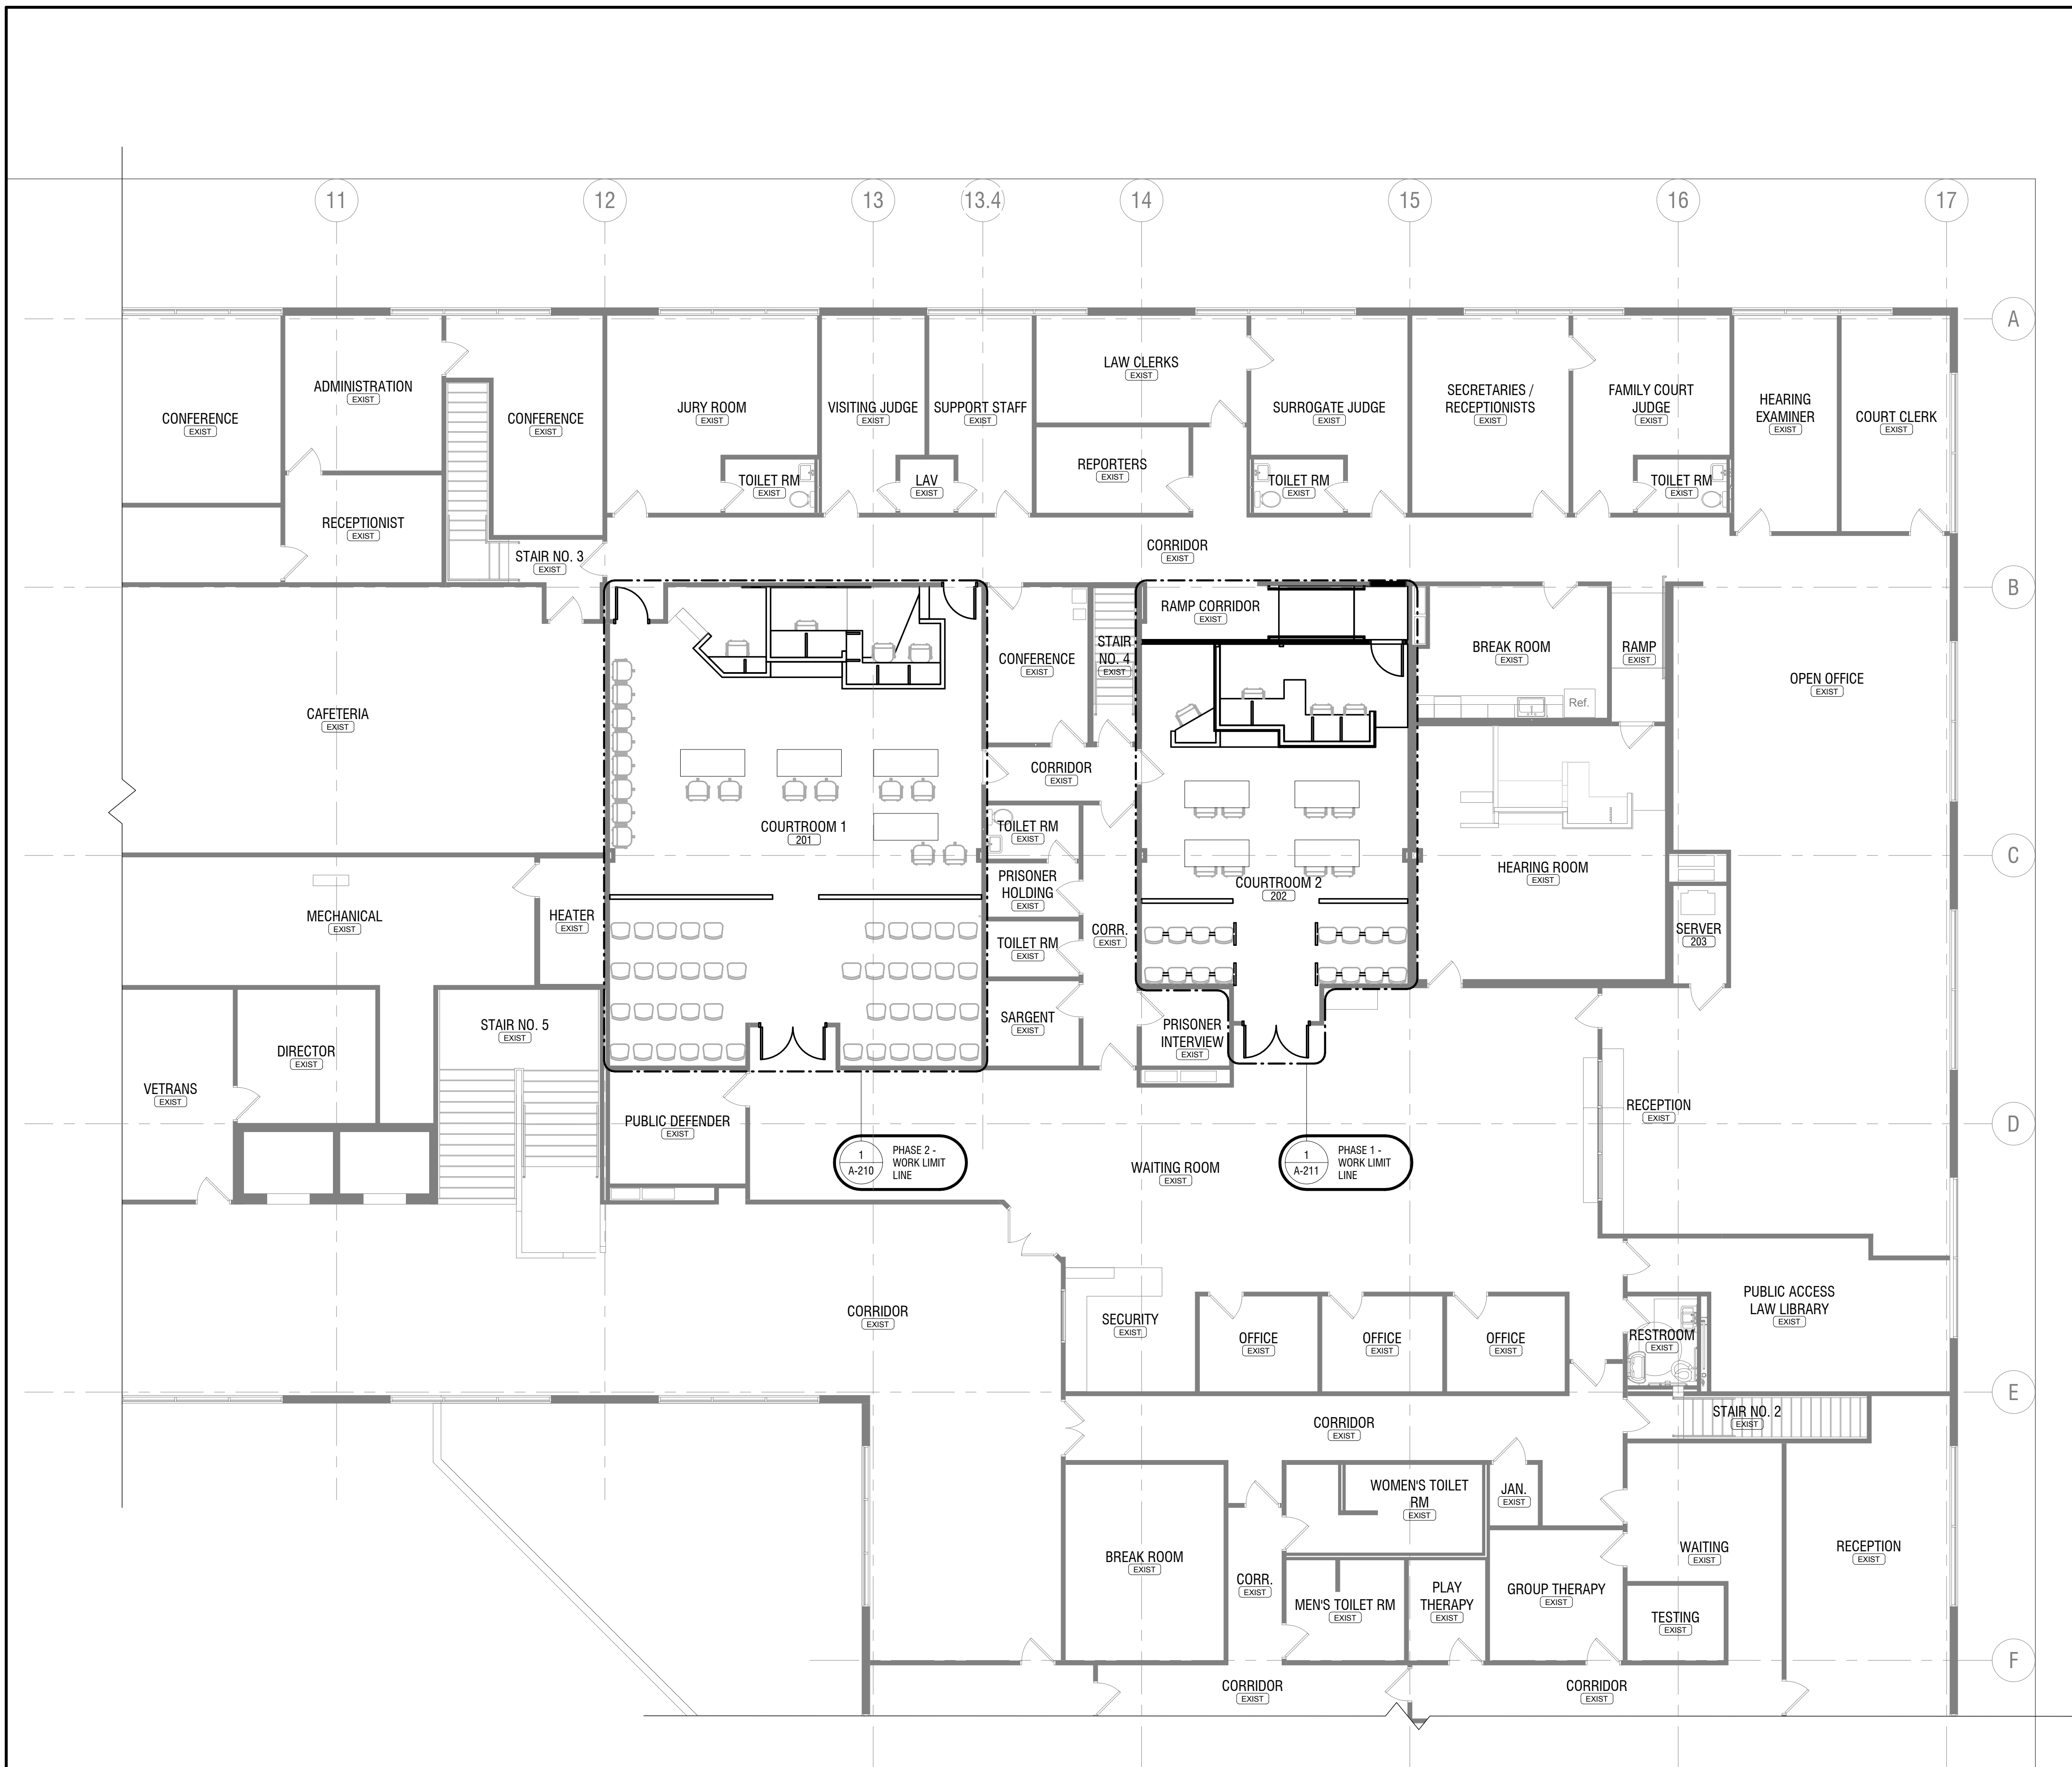 11
12
13
13.4
14
15
16
17
A
B
C
D
E
F
CONFERENCE
EXIST
ADMINISTRATION
EXIST
CONFERENCE
EXIST
JURY ROOM
EXIST
VISITING JUDGE
EXIST
SUPPORT STAFF
EXIST
LAW CLERKS
EXIST
SURROGATE JUDGE
EXIST
SECRETARIES /
RECEPTIONISTS
EXIST
FAMILY COURT
JUDGE
EXIST
HEARING
EXAMINER
EXIST
COURT CLERK
EXIST
REPORTERS
EXIST
TOILET RM
EXIST
LAV
EXIST
TOILET RM
EXIST
TOILET RM
EXIST
RECEPTIONIST
EXIST
STAIR NO. 3
EXIST
CORRIDOR
EXIST
RAMP CORRIDOR
EXIST
STAIR
NO. 4
EXIST
CONFERENCE
EXIST
BREAK ROOM
EXIST
RAMP
EXIST
Ref.
OPEN OFFICE
EXIST
CAFETERIA
EXIST
CORRIDOR
EXIST
COURTROOM 1
201
TOILET RM
EXIST
PRISONER
HOLDING
EXIST
COURTROOM 2
202
HEARING ROOM
EXIST
MECHANICAL
EXIST
HEATER
EXIST
TOILET RM
EXIST
CORR.
EXIST
SERVER
203
SARGENT
EXIST
PRISONER
INTERVIEW
EXIST
STAIR NO. 5
EXIST
DIRECTOR
EXIST
VETRANS
EXIST
PUBLIC DEFENDER
EXIST
RECEPTION
EXIST
1
A-210
PHASE 2 -
WORK LIMIT
LINE
WAITING ROOM
EXIST
1
A-211
PHASE 1 -
WORK LIMIT
LINE
CORRIDOR
EXIST
SECURITY
EXIST
OFFICE
EXIST
OFFICE
EXIST
OFFICE
EXIST
RESTROOM
EXIST
PUBLIC ACCESS
LAW LIBRARY
EXIST
STAIR NO. 2
EXIST
CORRIDOR
EXIST
WOMEN'S TOILET
RM
EXIST
JAN.
EXIST
BREAK ROOM
EXIST
CORR.
EXIST
MEN'S TOILET RM
EXIST
PLAY
THERAPY
EXIST
GROUP THERAPY
EXIST
WAITING
EXIST
TESTING
EXIST
RECEPTION
EXIST
CORRIDOR
EXIST
CORRIDOR
EXIST